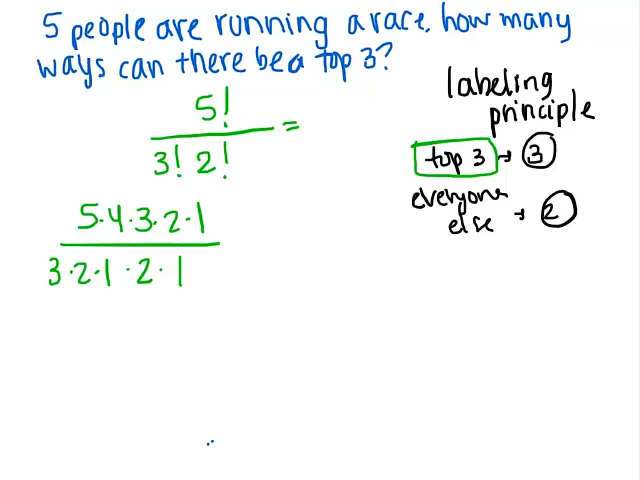 5 people are running a race, how many
ways can there be a top 3?
5!
3! 2!
=
5·4·3·2·1
3·2·1·2·1
labeling
principle
top 3 → 3
everyone
else → 2